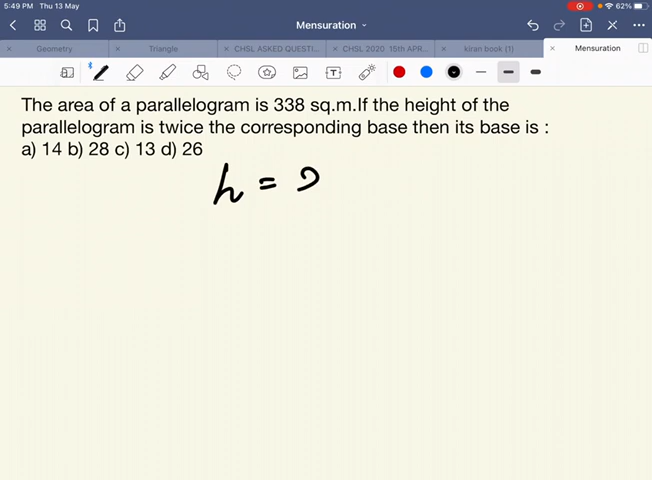 5:49 PM Thu 13 May
62%
Mensuration
Geometry
Triangle
CHSL ASKED QUESTI...
CHSL 2020 15th APR...
kiran book (1)
Mensuration
T
The area of a parallelogram is 338 sq.m.If the height of the
parallelogram is twice the corresponding base then its base is :
a) 14 b) 28 c) 13 d) 26
h =